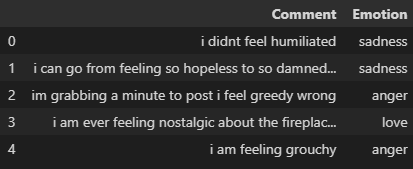 Comment Emotion
0 i didnt feel humiliated sadness
1 i can go from feeling so hopeless to so damned... sadness
2 im grabbing a minute to post i feel greedy wrong anger
3 i am ever feeling nostalgic about the fireplac... love
4 i am feeling grouchy anger